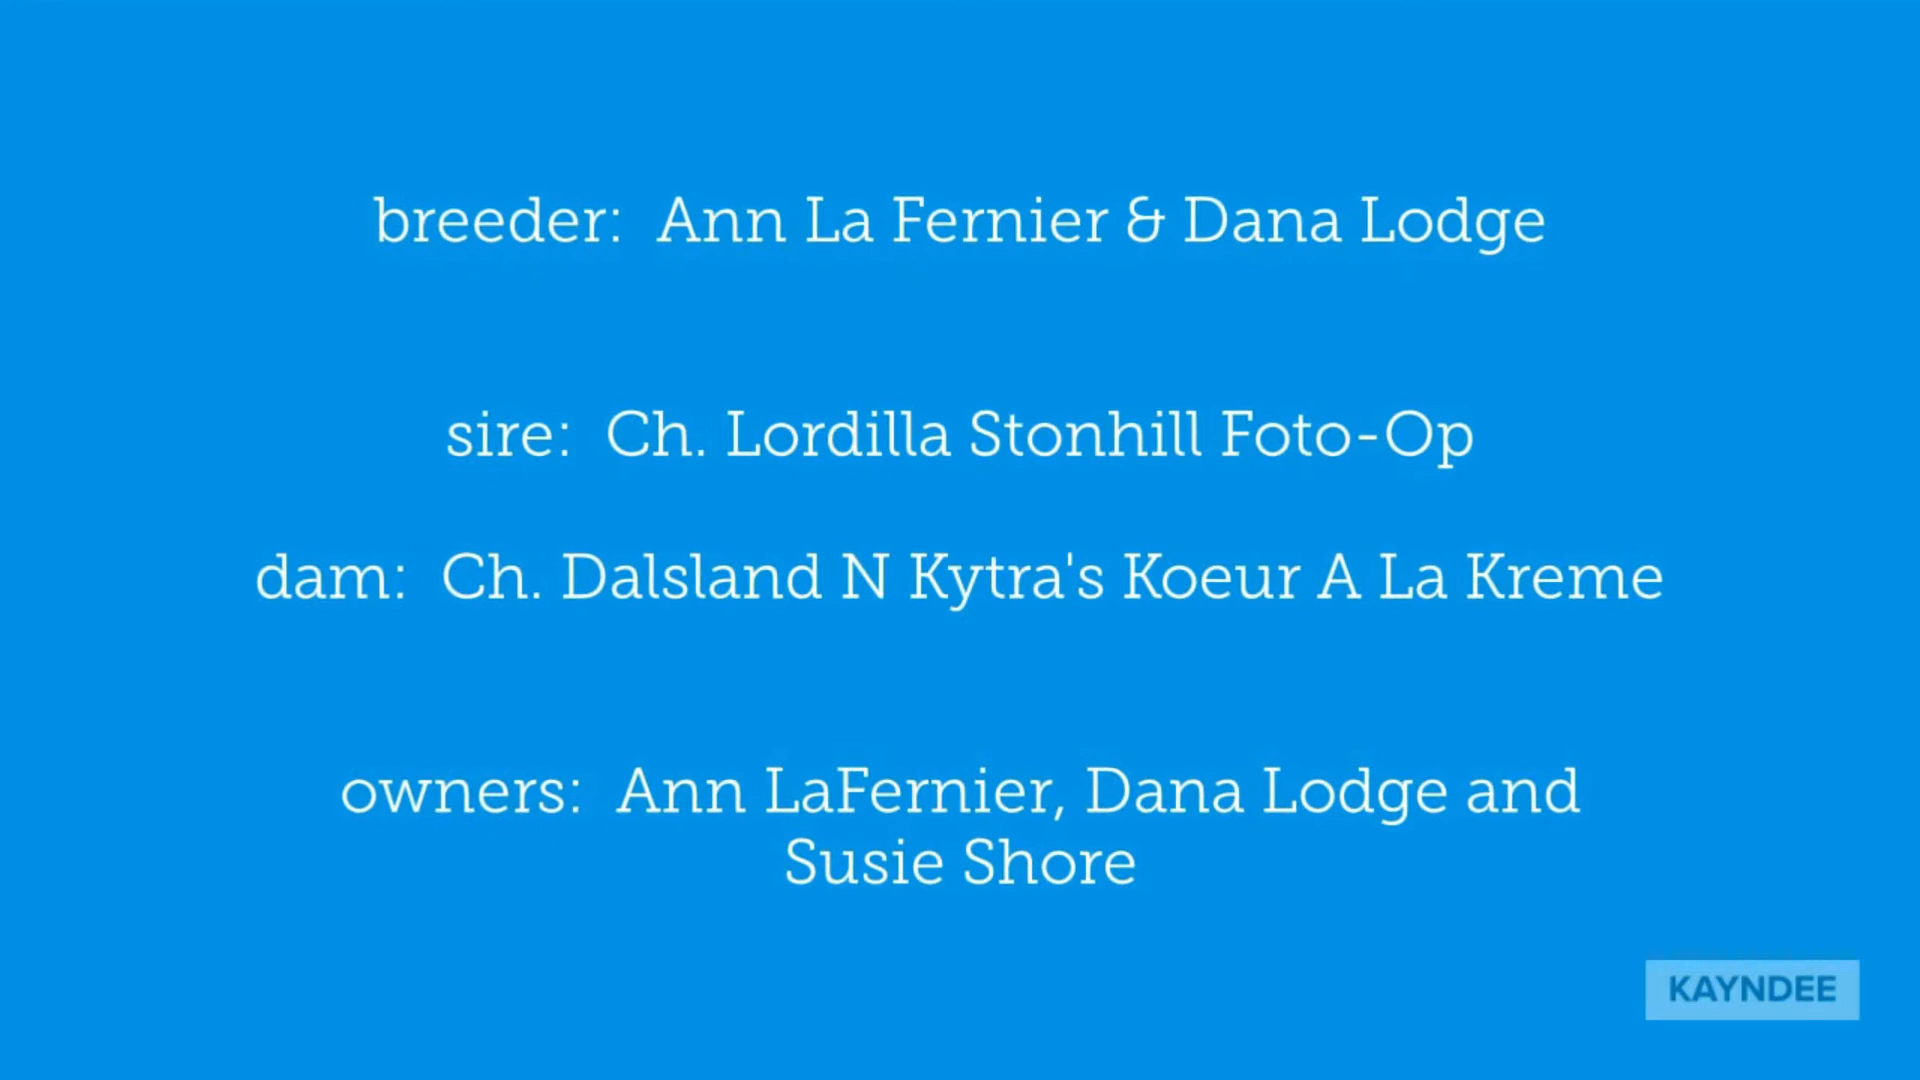 breeder: Ann La Fernier & Dana Lodge
sire: Ch. Lordilla Stonhill Foto-Op
dam: Ch. Dalsland N Kytra's Koeur A La Kreme
owners: Ann LaFernier, Dana Lodge and
Susie Shore
KAYNDEE